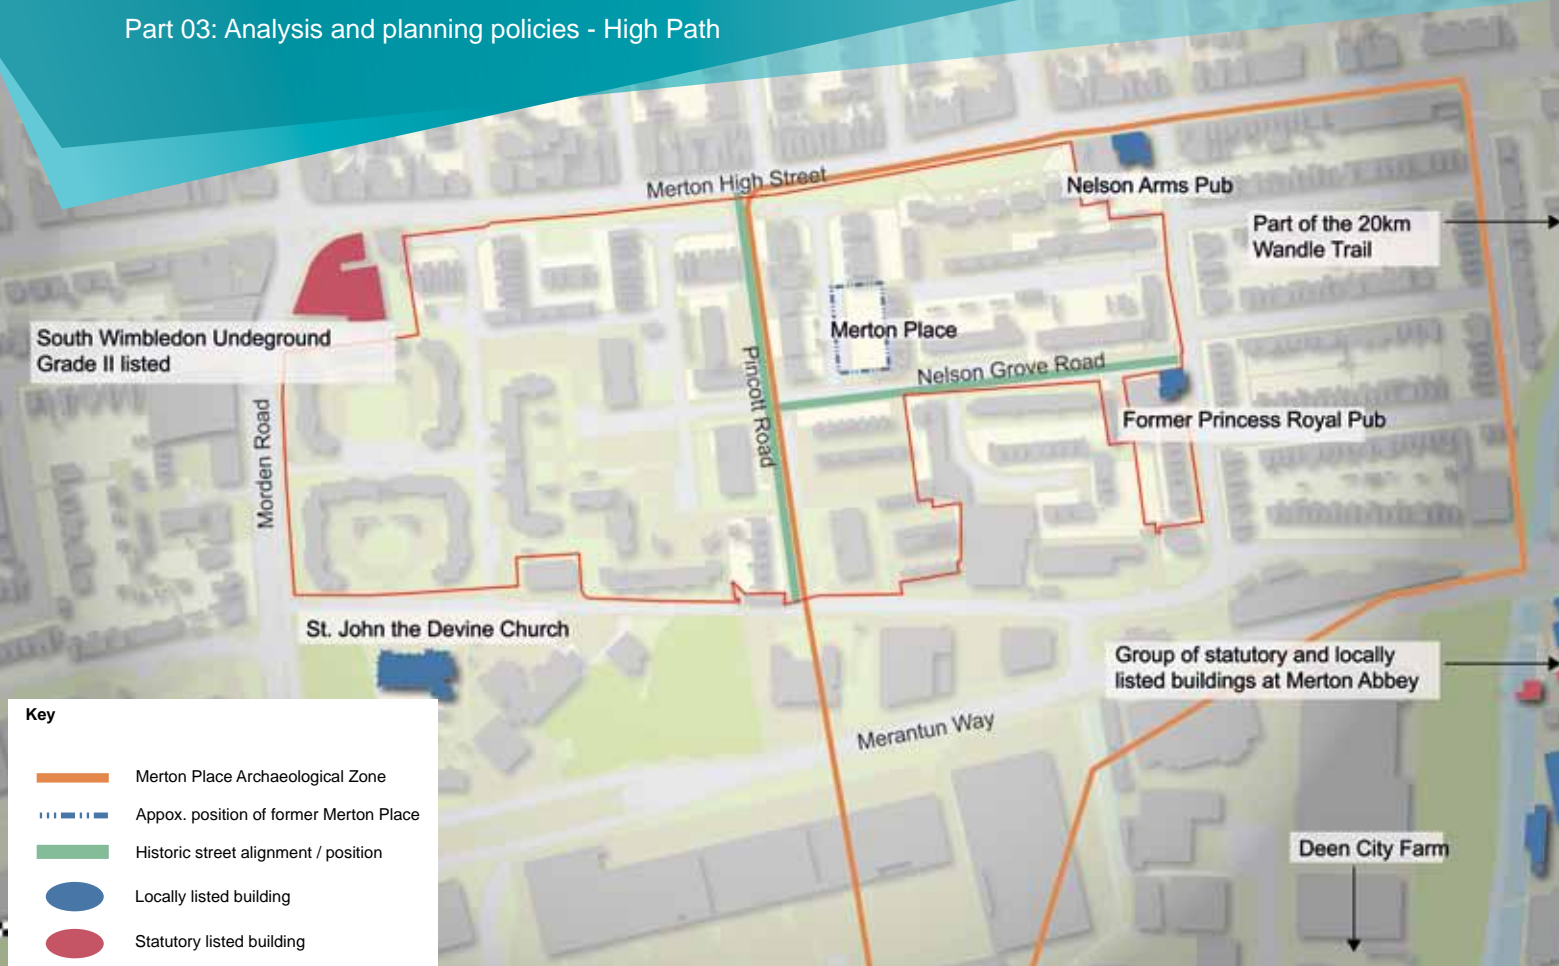 Part 03: Analysis and planning policies - High Path
Merton High Street
Nelson Arms Pub
Part of the 20km
Wandle Trail
South Wimbledon Undeground
Grade II listed
Merton Place
Nelson Grove Road
Pincott Road
Former Princess Royal Pub
Morden Road
St. John the Devine Church
Group of statutory and locally
listed buildings at Merton Abbey
Merantun Way
Deen City Farm
Key
Merton Place Archaeological Zone
Appox. position of former Merton Place
Historic street alignment / position
Locally listed building
Statutory listed building